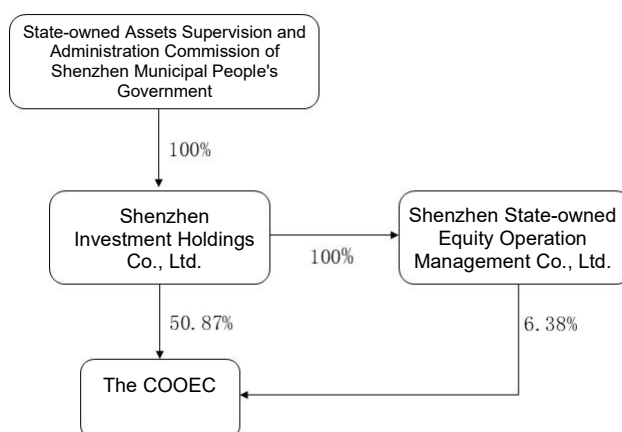 State-owned Assets Supervision and
Administration Commission of
Shenzhen Municipal People's
Government
100%
Shenzhen
Investment Holdings
Co., Ltd.
100%
Shenzhen State-owned
Equity Operation
Management Co., Ltd.
50.87%
6.38%
The COOEC